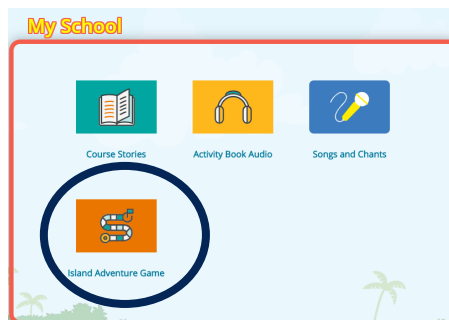 My School
Course Stories
Activity Book Audio
Songs and Chants
Island Adventure Game